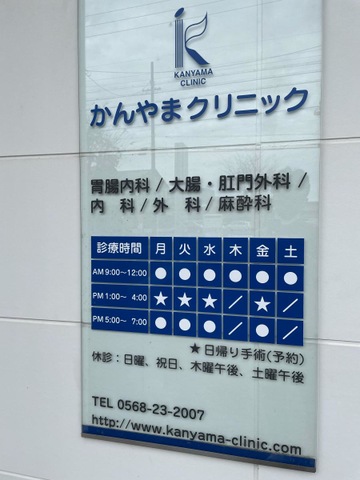 KANYAMA
CLINIC
かんやまクリニック
胃腸内科 / 大腸・肛門外科 /
内 科 / 外 科 / 麻酔科
診療時間 月 火 水 木 金 土
AM 9:00~12:00 ● ● ● ● ● ●
PM 1:00~ 4:00 ★ ★ ★ / ★ /
PM 5:00~ 7:00 ● ● ● / ● /
★日帰り手術(予約)
休診:日曜、祝日、木曜午後、土曜午後
TEL 0568-23-2007
http://www.kanyama-clinic.com